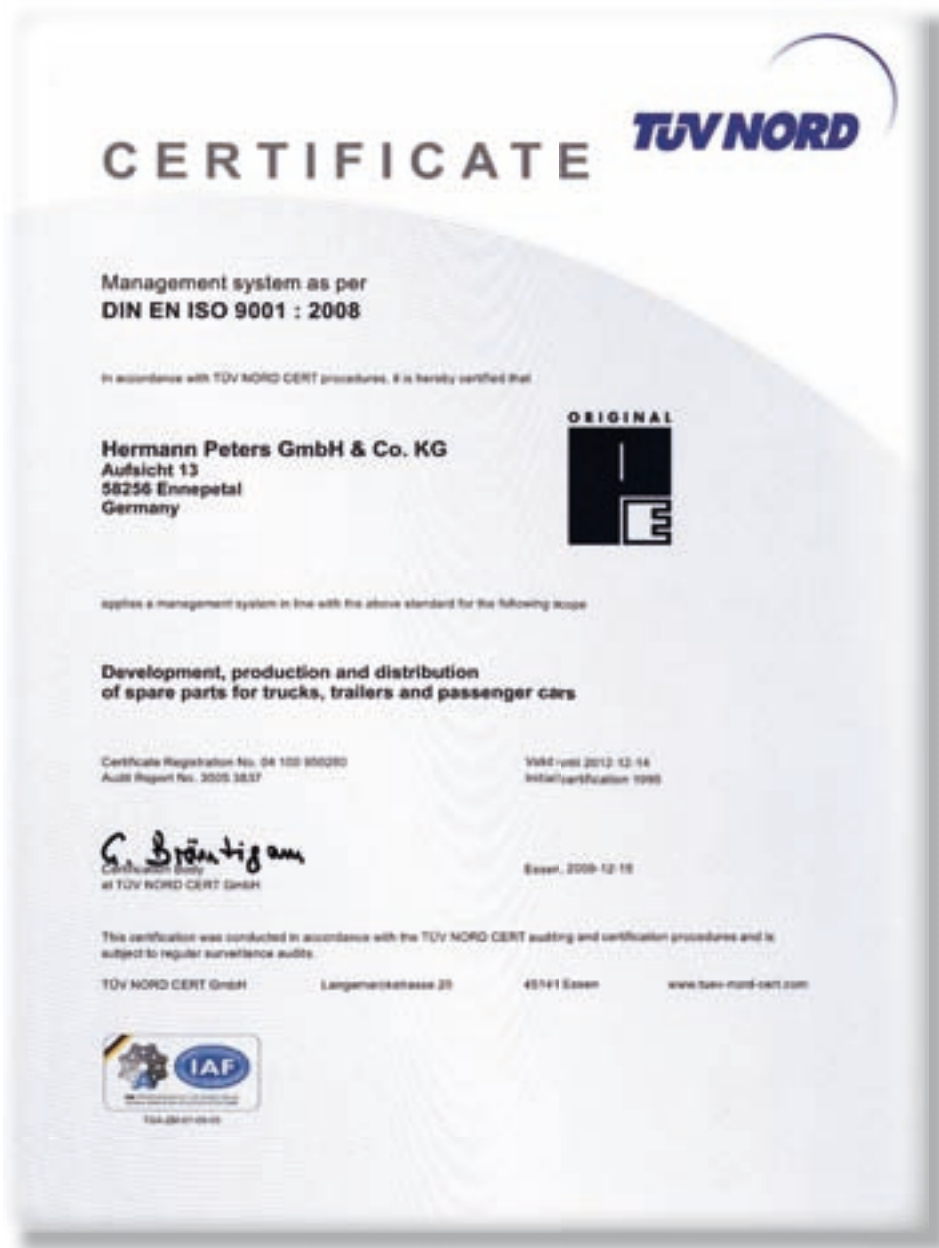 TÜV NORD
CERTIFICATE
Management system as per
DIN EN ISO 9001 : 2008
In accordance with TÜV NORD CERT procedures, it is hereby certified that
ORIGINAL
PE
Hermann Peters GmbH & Co. KG
Aufsicht 13
58256 Ennepetal
Germany
applies a management system in line with the above standard for the following scope
Development, production and distribution
of spare parts for trucks, trailers and passenger cars
Certificate Registration No. 04 100 950280
Audit Report No. 3005 3837
Valid until 2012-12-14
Initial certification 1995
G. Bräutigam
Certification Body
at TÜV NORD CERT GmbH
Essen, 2009-12-15
This certification was conducted in accordance with the TÜV NORD CERT auditing and certification procedures and is
subject to regular surveillance audits.
TÜV NORD CERT GmbH Langemarckstrasse 20 45141 Essen www.tuev-nord-cert.com
IAF